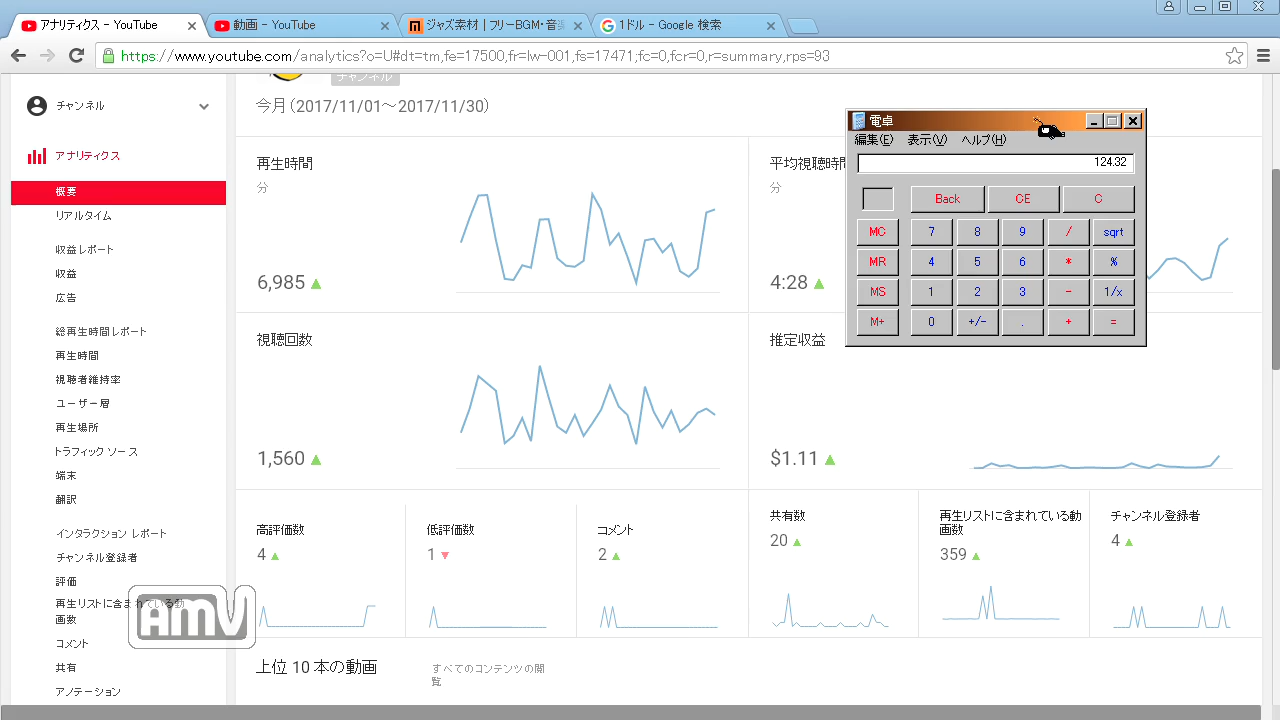 アナリティクス - YouTube
動画 - YouTube
ジャズ素材 | フリーBGM・音
1ドル - Google 検索
https://www.youtube.com/analytics?o=U#dt=tm,fe=17500,fr=lw-001,fs=17471,fc=0,fcr=0,r=summary,rps=93
チャンネル
アナリティクス
概要
リアルタイム
収益レポート
収益
広告
総再生時間レポート
再生時間
視聴者維持率
ユーザー層
再生場所
トラフィック ソース
端末
翻訳
インタラクション レポート
チャンネル登録者
評価
再生リストに含まれている動
画数
コメント
共有
アノテーション
チャンネル
今月（2017/11/01～2017/11/30）
再生時間
分
6,985
平均視聴時間
分
4:28
視聴回数
1,560
推定収益
$1.11
高評価数
4
低評価数
1
コメント
2
共有数
20
再生リストに含まれている動
画数
359
チャンネル登録者
4
上位 10 本の動画
すべてのコンテンツの閲
覧
電卓
編集(E) 表示(V) ヘルプ(H)
124.32
Back CE C
MC 7 8 9 / sqrt
MR 4 5 6 * %
MS 1 2 3 - 1/x
M+ 0 +/- . + =
AMV